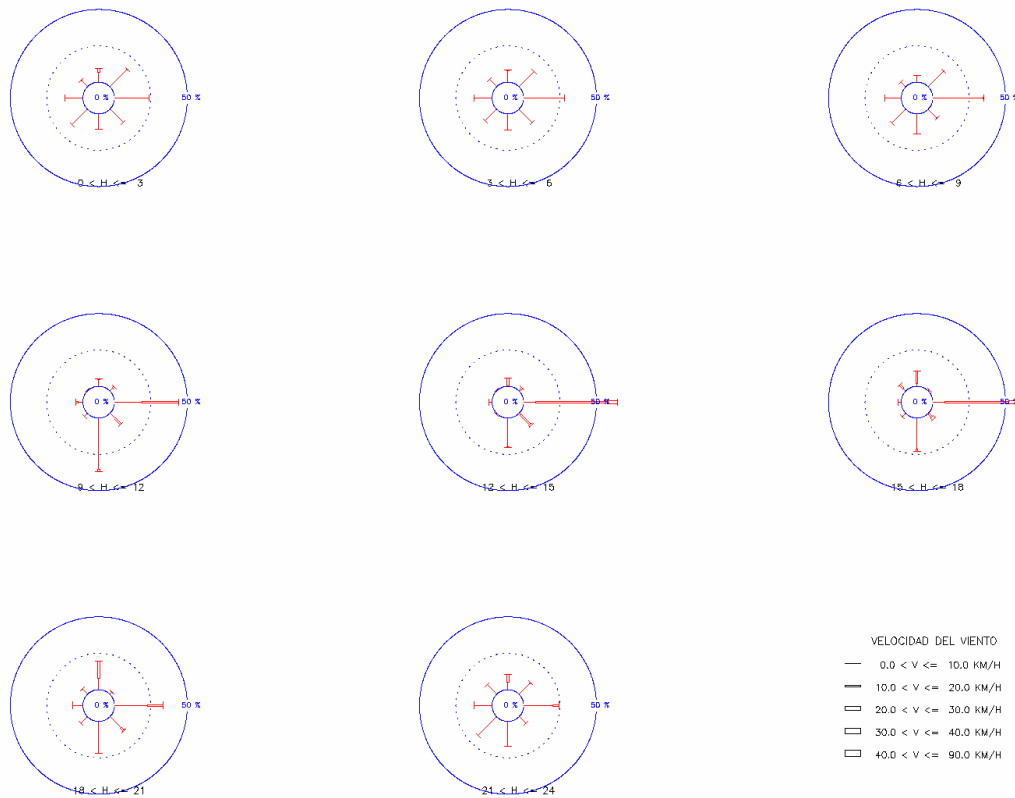 0 % 50 %
0 < H <= 3
0 % 50 %
3 < H <= 6
0 % 50 %
6 < H <= 9
0 % 50 %
9 < H <= 12
0 % 50 %
12 < H <= 15
0 % 50 %
15 < H <= 18
0 % 50 %
18 < H <= 21
0 % 50 %
21 < H <= 24
VELOCIDAD DEL VIENTO
0.0 < V <= 10.0 KM/H
10.0 < V <= 20.0 KM/H
20.0 < V <= 30.0 KM/H
30.0 < V <= 40.0 KM/H
40.0 < V <= 90.0 KM/H